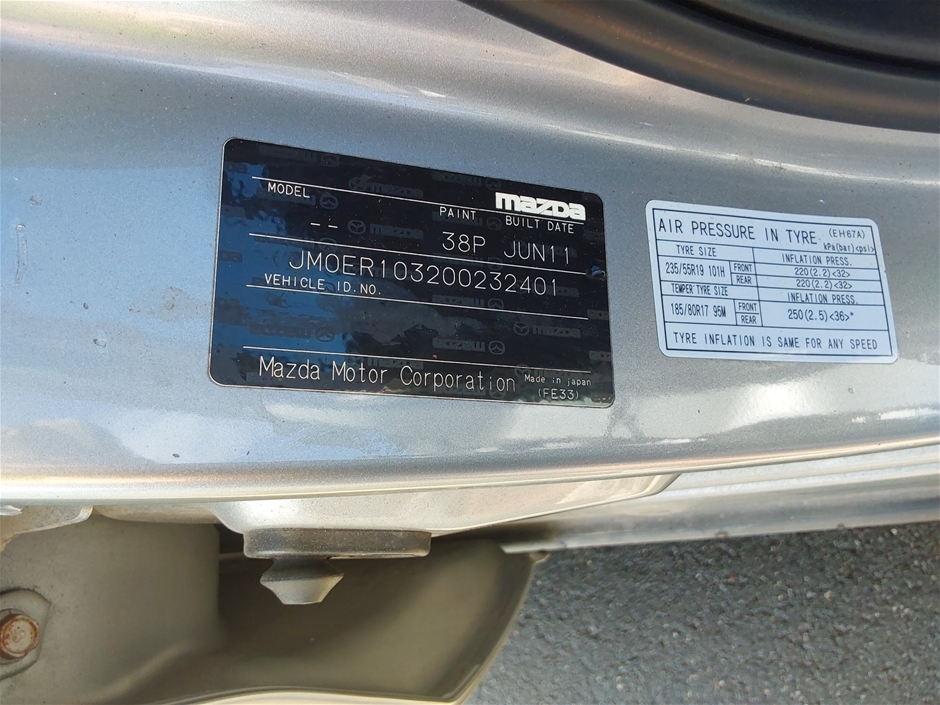 MODEL
--
PAINT
38P
mazda
BUILT DATE
JUN11
JM0ER103200232401
VEHICLE I.D.NO.
Mazda Motor Corporation
Made in japan
(FE33)
AIR PRESSURE IN TYRE (EH67A)
kPa(bar)<psi>
TYRE SIZE INFLATION PRESS.
235/55R19 101H FRONT 220(2.2)<32>
REAR 220(2.2)<32>
TEMPER TYRE SIZE INFLATION PRESS.
185/80R17 95M FRONT 250(2.5)<36>*
REAR
TYRE INFLATION IS SAME FOR ANY SPEED